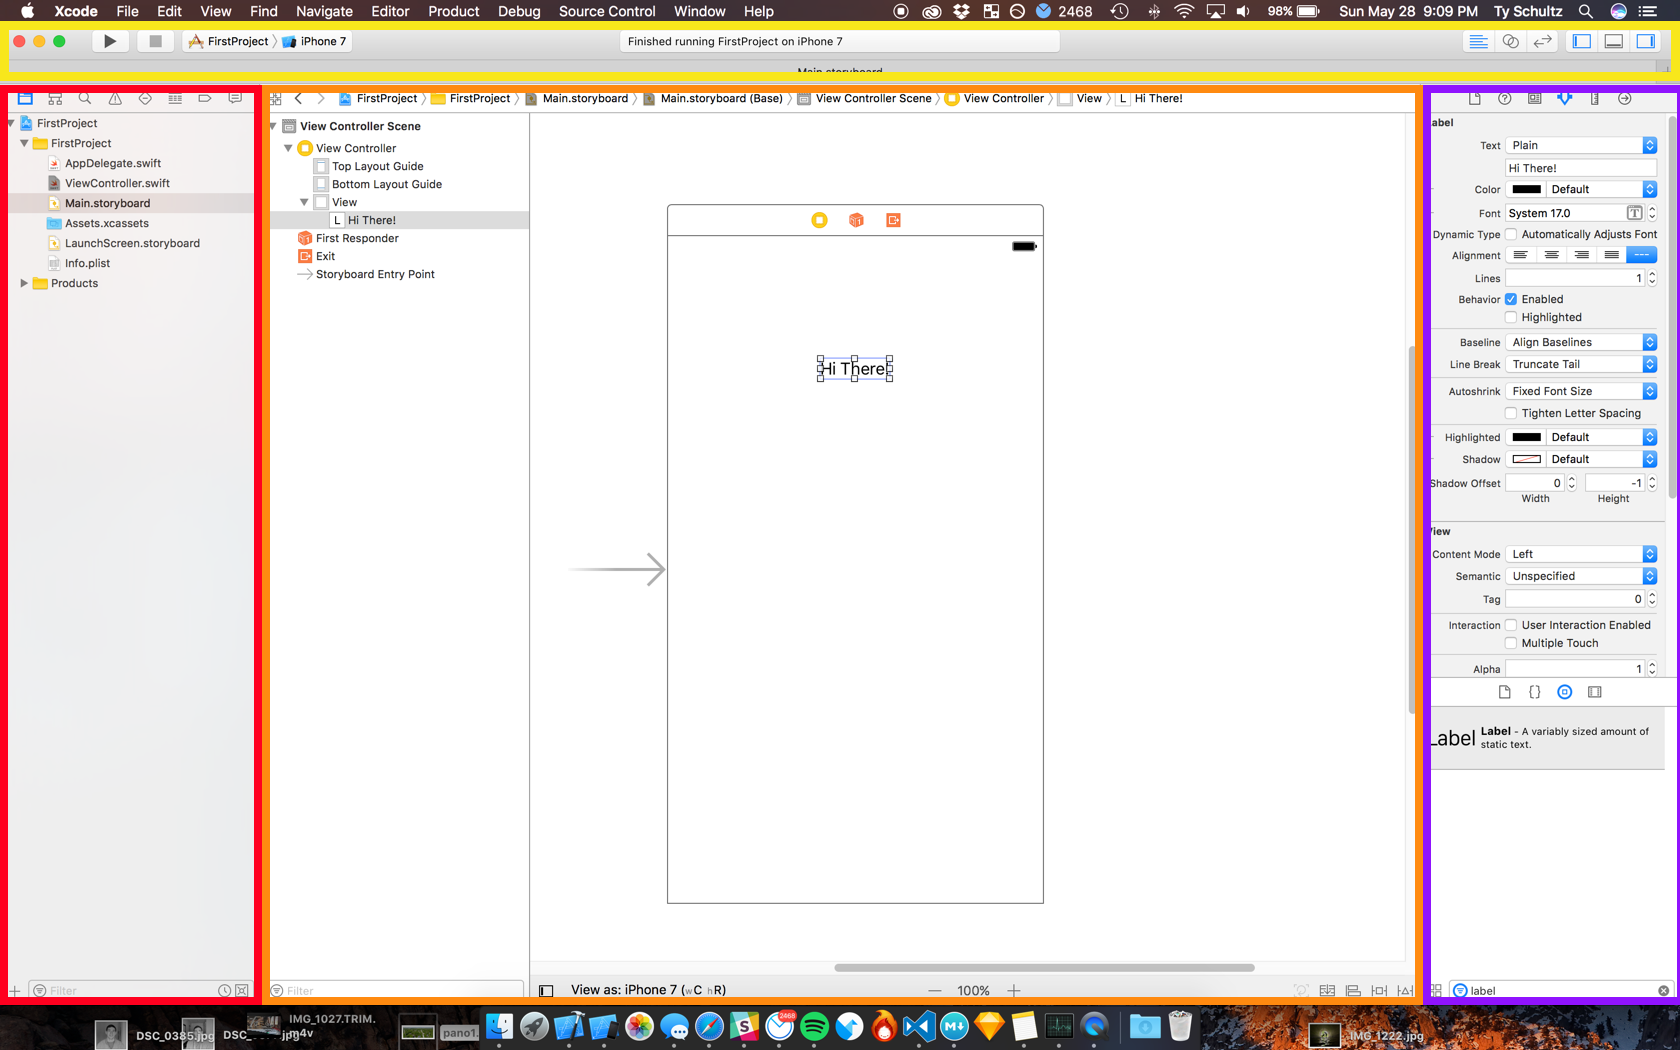 Xcode File Edit View Find Navigate Editor Product Debug Source Control Window Help 2468 98% Sun May 28 9:09 PM Ty Schultz
FirstProject iPhone 7 Finished running FirstProject on iPhone 7
FirstProject FirstProject Main.storyboard Main.storyboard (Base) View Controller Scene View Controller View L Hi There!
FirstProject
FirstProject
AppDelegate.swift
ViewController.swift
Main.storyboard
Assets.xcassets
LaunchScreen.storyboard
Info.plist
Products
Filter
View Controller Scene
View Controller
Top Layout Guide
Bottom Layout Guide
View
L Hi There!
First Responder
Exit
Storyboard Entry Point
Filter
Hi There!
View as: iPhone 7 (wC hR) 100%
abel
Text Plain
Hi There!
Color Default
Font System 17.0 T
Dynamic Type Automatically Adjusts Font
Alignment
Lines 1
Behavior Enabled
Highlighted
Baseline Align Baselines
Line Break Truncate Tail
Autoshrink Fixed Font Size
Tighten Letter Spacing
Highlighted Default
Shadow Default
Shadow Offset 0 -1
Width Height
View
Content Mode Left
Semantic Unspecified
Tag 0
Interaction User Interaction Enabled
Multiple Touch
Alpha 1
{}
Label Label - A variably sized amount of
static text.
label
DSC_0385.jpg
DSC_
IMG_1027.TRIM.
m4v
jpg
pano1.
2468
M
IMG_1222.jpg